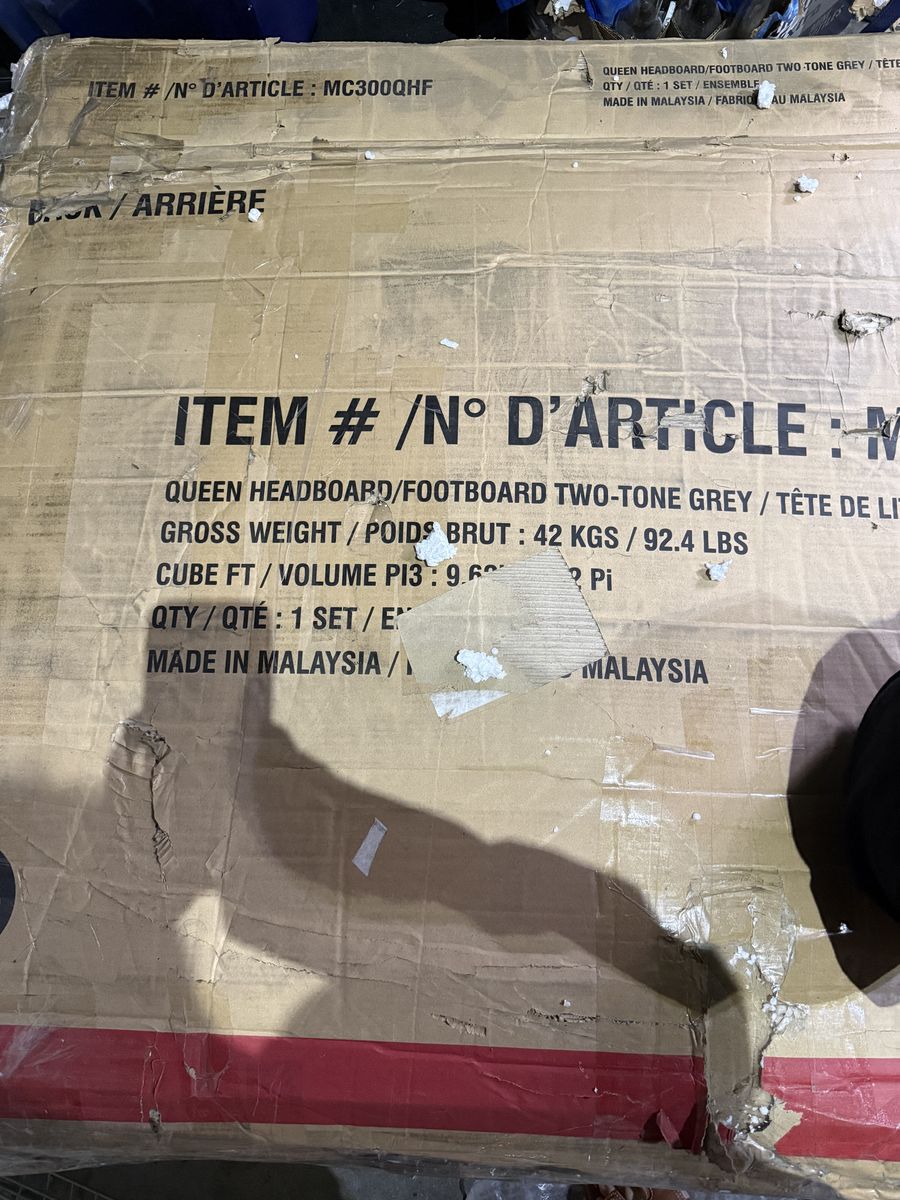 ITEM # /N° D'ARTICLE : MC300QHF
QUEEN HEADBOARD/FOOTBOARD TWO-TONE GREY / TÊTE
QTY / QTÉ : 1 SET / ENSEMBLE
MADE IN MALAYSIA / AU MALAYSIA
BACK / ARRIÈRE
ITEM # /N° D'ARTICLE : M
QUEEN HEADBOARD/FOOTBOARD TWO-TONE GREY / TÊTE DE LIT
GROSS WEIGHT / POIDS BRUT : 42 KGS / 92.4 LBS
CUBE FT / VOLUME PI3 : Pi
QTY / QTÉ : 1 SET /
MADE IN MALAYSIA / MALAYSIA